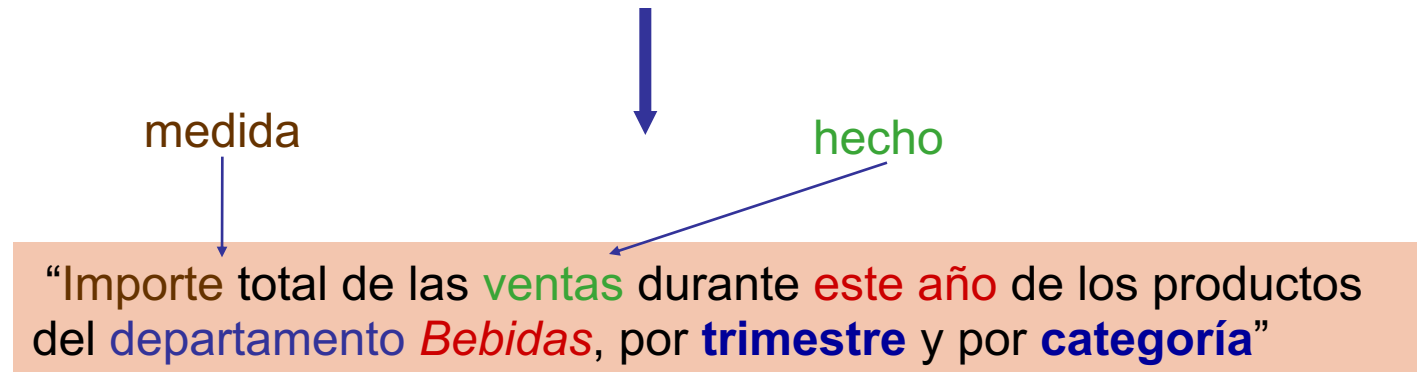 medida
hecho
“Importe total de las ventas durante este año de los productos
del departamento Bebidas, por trimestre y por categoría”